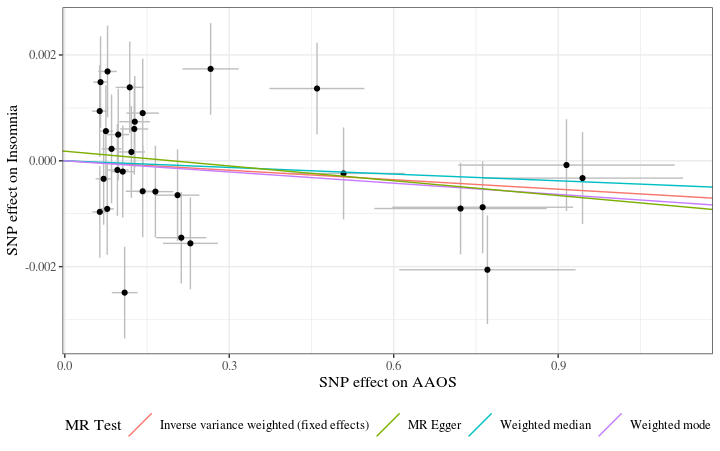 0.002
0.000
-0.002
SNP effect on Insomnia
0.0 0.3 0.6 0.9
SNP effect on AAOS
MR Test Inverse variance weighted (fixed effects) MR Egger Weighted median Weighted mode